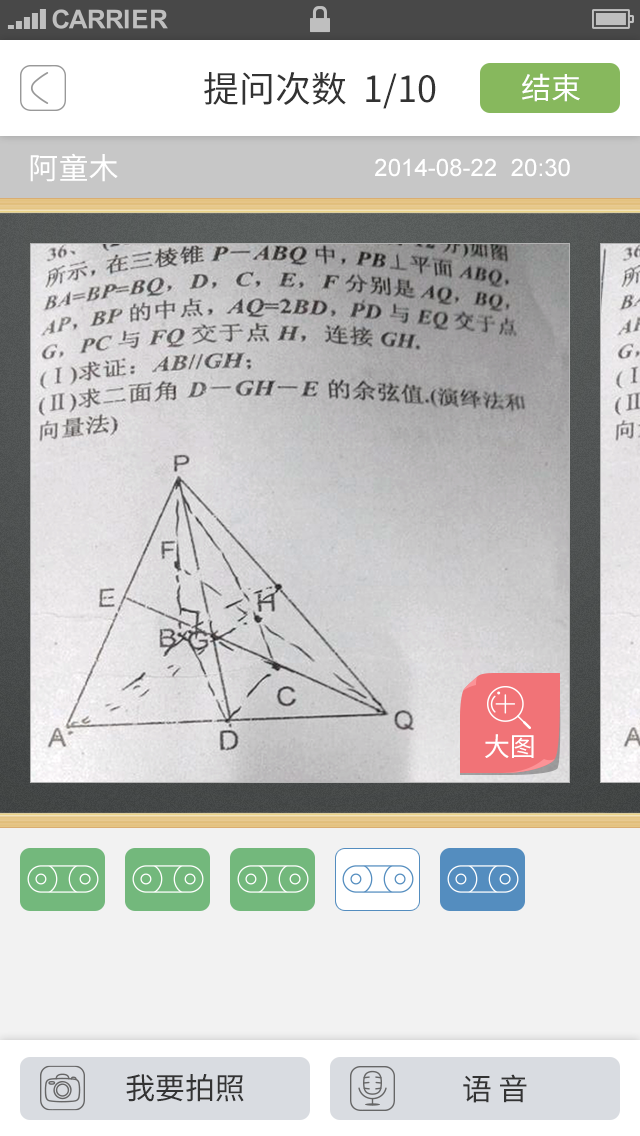 CARRIER
提问次数 1/10
结束
阿童木
2014-08-22 20:30
36、
分)如图
所示,在三棱锥 P-ABQ 中,PB⊥平面 ABQ,
BA=BP=BQ,D,C,E,F 分别是 AQ,BQ,
AP,BP 的中点,AQ=2BD,PD 与 EQ 交于点
G,PC 与 FQ 交于点 H,连接 GH.
(Ⅰ)求证:AB//GH;
(Ⅱ)求二面角 D-GH-E 的余弦值.(演绎法和
向量法)
P
F
E
H
B
G
C
A
D
Q
大图
我要拍照
语音